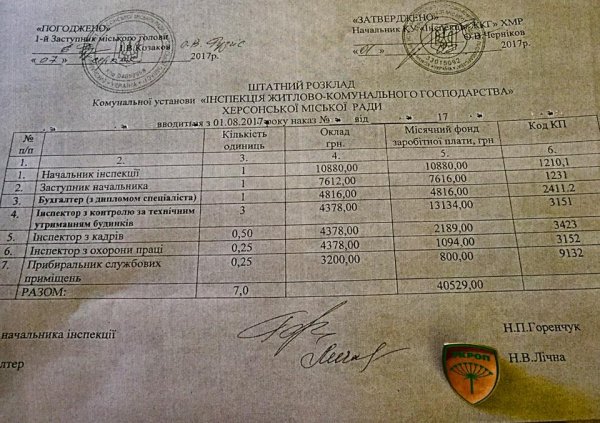 «ПОГОДЖЕНО»
1-й Заступник міського голови
І.В.Козаков
« 07 » 2017р.
«ЗАТВЕРДЖЕНО»
Начальник КУ «Інспекція ЖКГ» ХМР
Ю.В.Черніков
« 01 » 2017р.
ШТАТНИЙ РОЗКЛАД
Комунальної установи «ІНСПЕКЦІЯ ЖИТЛОВО-КОМУНАЛЬНОГО ГОСПОДАРСТВА»
ХЕРСОНСЬКОЇ МІСЬКОЇ РАДИ
вводиться з 01.08.2017року наказ № від 17
№ п/п Кількість одиниць Оклад грн. Місячний фонд заробітної плати, грн Код КП
1. 2. 3. 4. 5. 6.
1. Начальник інспекції 1 10880,00 10880,00 1210,1
2. Заступник начальника 1 7612,00 7616,00 1231
3. Бухгалтер (з дипломом спеціаліста) 1 4816,00 4816,00 2411.2
4. Інспектор з контролю за технічним утриманням будинків 3 4378,00 13134,00 3151
5. Інспектор з кадрів 0,50 4378,00 2189,00 3423
6. Інспектор з охорони праці 0,25 4378,00 1094,00 3152
7. Прибиральник службових приміщень 0,25 3200,00 800,00 9132
РАЗОМ: 7,0 40529,00
начальника інспекції Н.П.Горенчук
лтер Н.В.Лічна
УКРОП